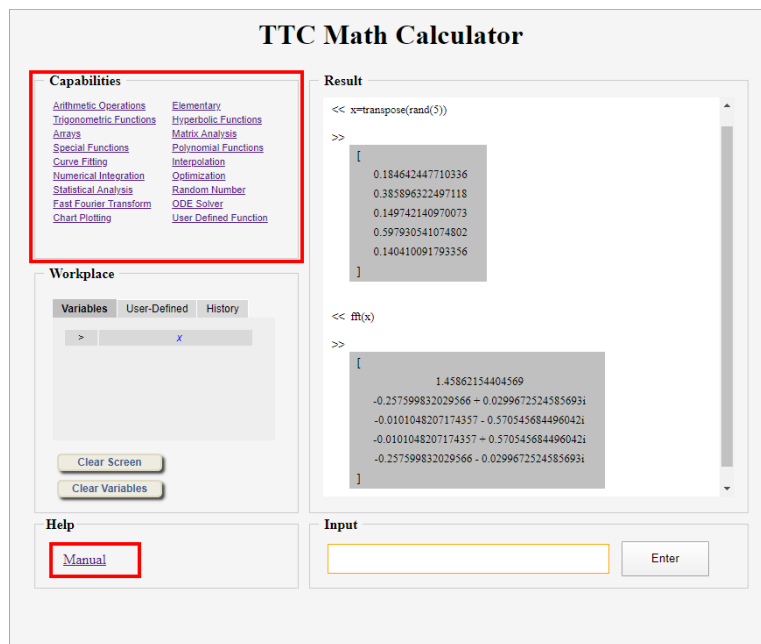 TTC Math Calculator
Capabilities
Arithmetic Operations Elementary
Trigonometric Functions Hyperbolic Functions
Arrays Matrix Analysis
Special Functions Polynomial Functions
Curve Fitting Interpolation
Numerical Integration Optimization
Statistical Analysis Random Number
Fast Fourier Transform ODE Solver
Chart Plotting User Defined Function
Workplace
Variables User-Defined History
> x
Clear Screen
Clear Variables
Help
Manual
Result
<< x=transpose(rand(5))
>>
[
0.184642447710336
0.385896322497118
0.149742140970073
0.597930541074802
0.140410091793356
]
<< fft(x)
>>
[
1.45862154404569
-0.257599832029566 + 0.0299672524585693i
-0.0101048207174357 - 0.570545684496042i
-0.0101048207174357 + 0.570545684496042i
-0.257599832029566 - 0.0299672524585693i
]
Input
Enter